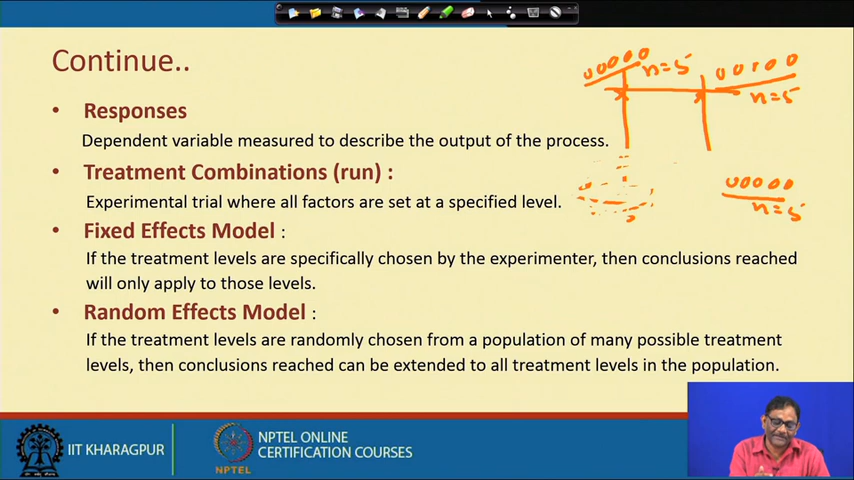 Continue..
n=5
n=5
• Responses
Dependent variable measured to describe the output of the process.
• Treatment Combinations (run) :
Experimental trial where all factors are set at a specified level.
n=5
• Fixed Effects Model :
If the treatment levels are specifically chosen by the experimenter, then conclusions reached
will only apply to those levels.
• Random Effects Model :
If the treatment levels are randomly chosen from a population of many possible treatment
levels, then conclusions reached can be extended to all treatment levels in the population.
IIT KHARAGPUR
NPTEL
NPTEL ONLINE
CERTIFICATION COURSES